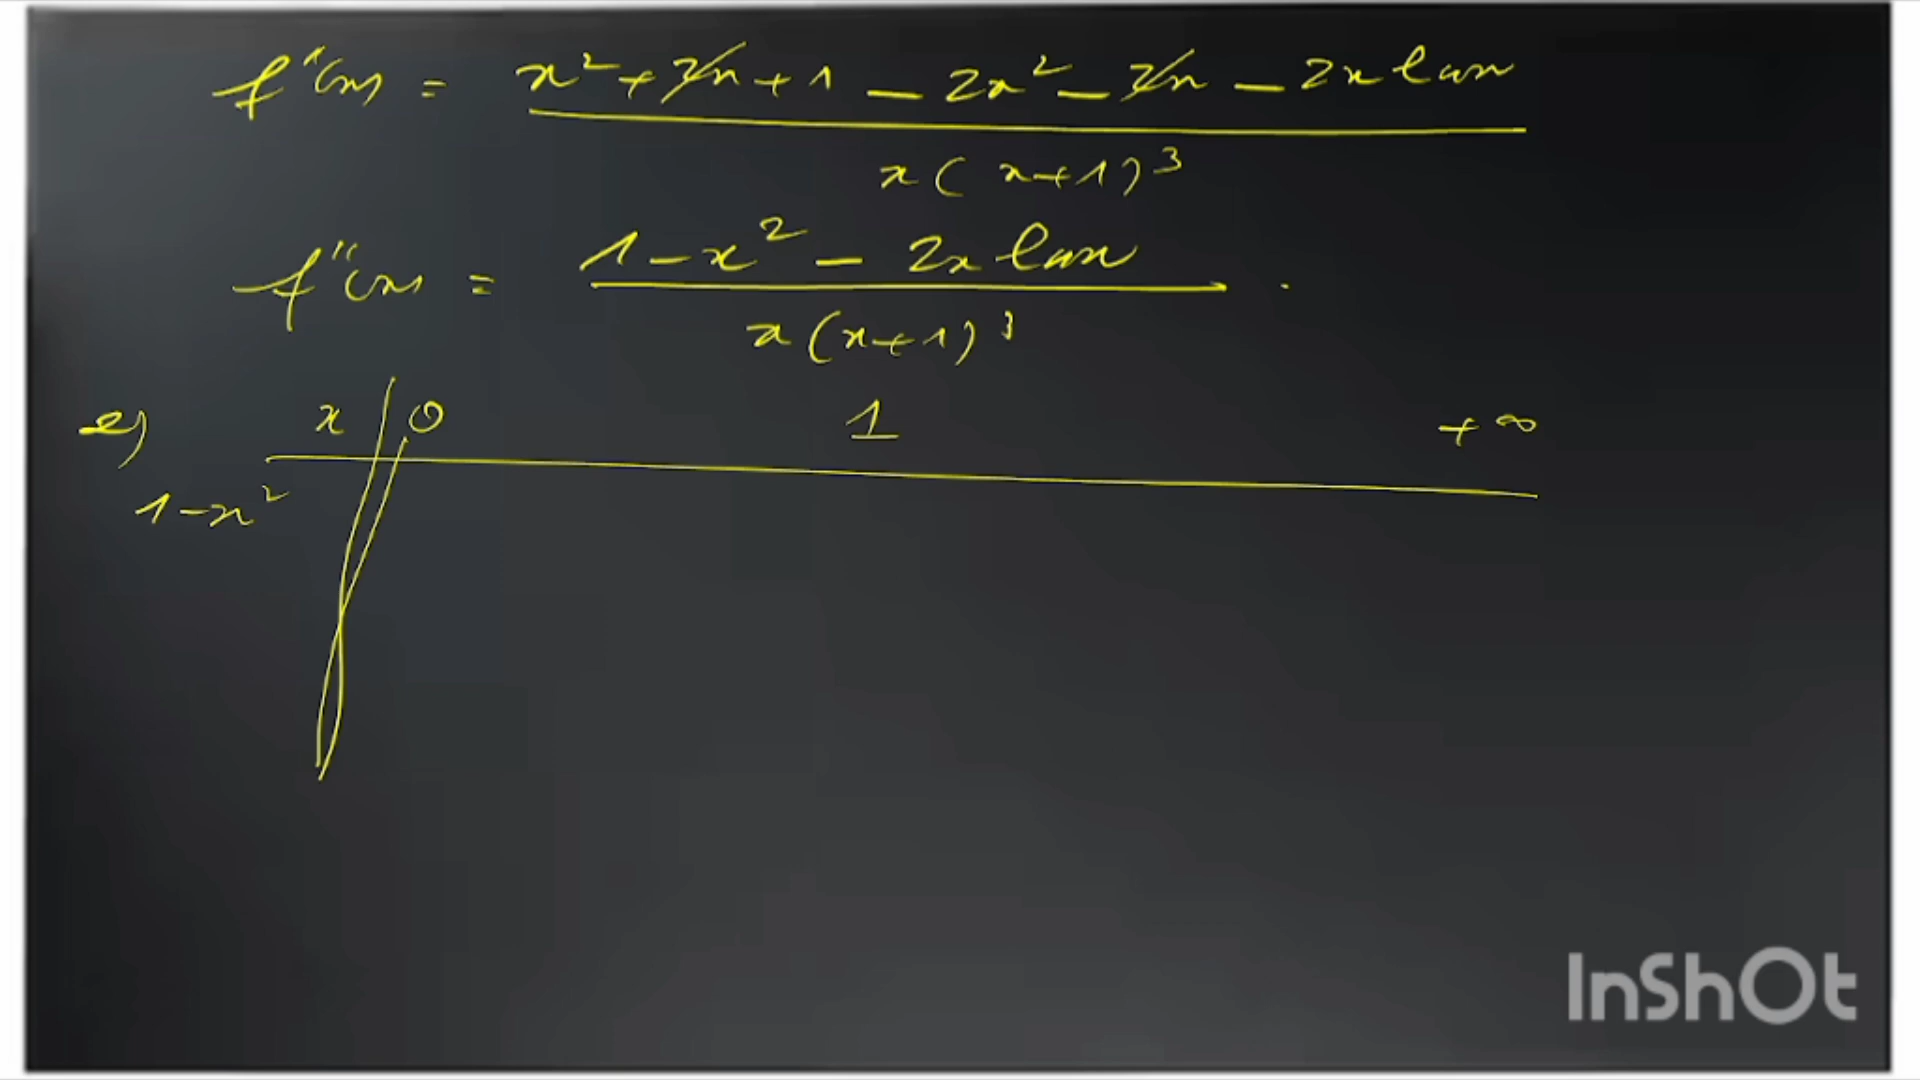 f''(x) = x² + 2x + 1 - 2x² - 2x - 2x ln x
x(x+1)³
f''(x) = 1 - x² - 2x ln x .
x(x+1)³
e) x 0 1 +∞
1-x²
InShOt